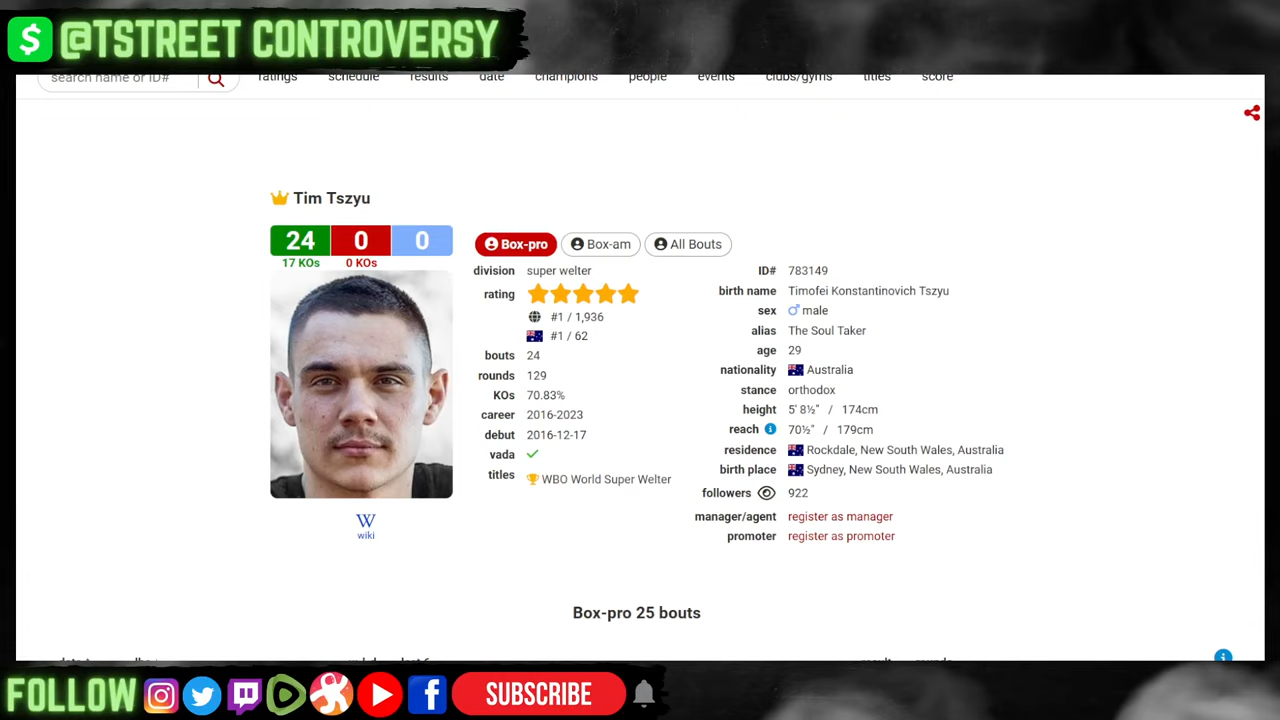 $ @TSTREET CONTROVERSY
search name or ID#
ratings schedule results date champions people events clubs/gyms titles score
Tim Tszyu
24 0 0
17 KOs 0 KOs
Box-pro Box-am All Bouts
division super welter
rating
#1 / 1,936
#1 / 62
bouts 24
rounds 129
KOs 70.83%
career 2016-2023
debut 2016-12-17
vada
titles WBO World Super Welter
ID# 783149
birth name Timofei Konstantinovich Tszyu
sex male
alias The Soul Taker
age 29
nationality Australia
stance orthodox
height 5' 8½" / 174cm
reach 70½" / 179cm
residence Rockdale, New South Wales, Australia
birth place Sydney, New South Wales, Australia
followers 922
manager/agent register as manager
promoter register as promoter
W
wiki
Box-pro 25 bouts
FOLLOW SUBSCRIBE